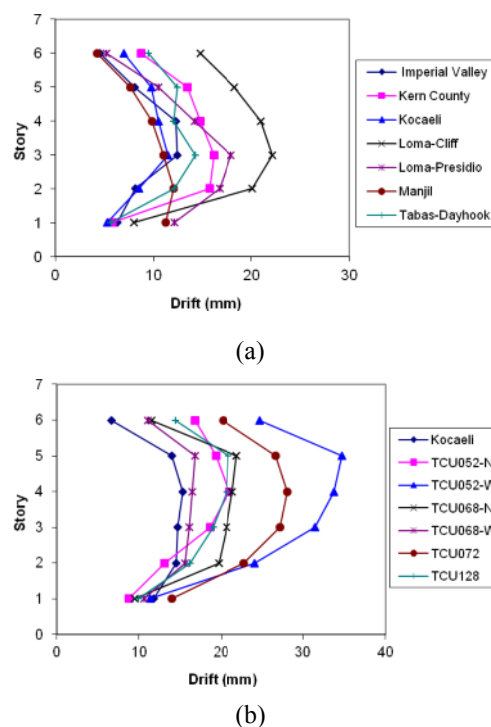 7
6
5
4
3
2
1
0
Story
0 10 20 30
Drift (mm)
Imperial Valley
Kern County
Kocaeli
Loma-Cliff
Loma-Presidio
Manjil
Tabas-Dayhook
(a)
7
6
5
4
3
2
1
0
Story
0 10 20 30 40
Drift (mm)
Kocaeli
TCU052-N
TCU052-W
TCU068-N
TCU068-W
TCU072
TCU128
(b)